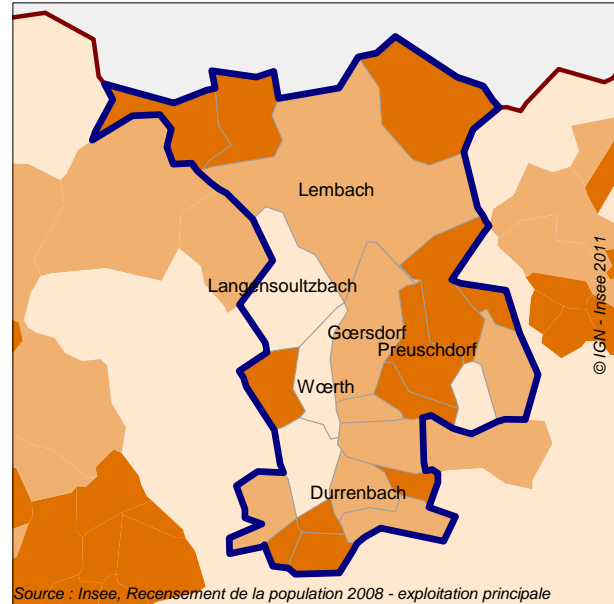 Lembach
Langensoultzbach
Gœrsdorf
Preuschdorf
Wœrth
Durrenbach
© IGN - Insee 2011
Source : Insee, Recensement de la population 2008 - exploitation principale